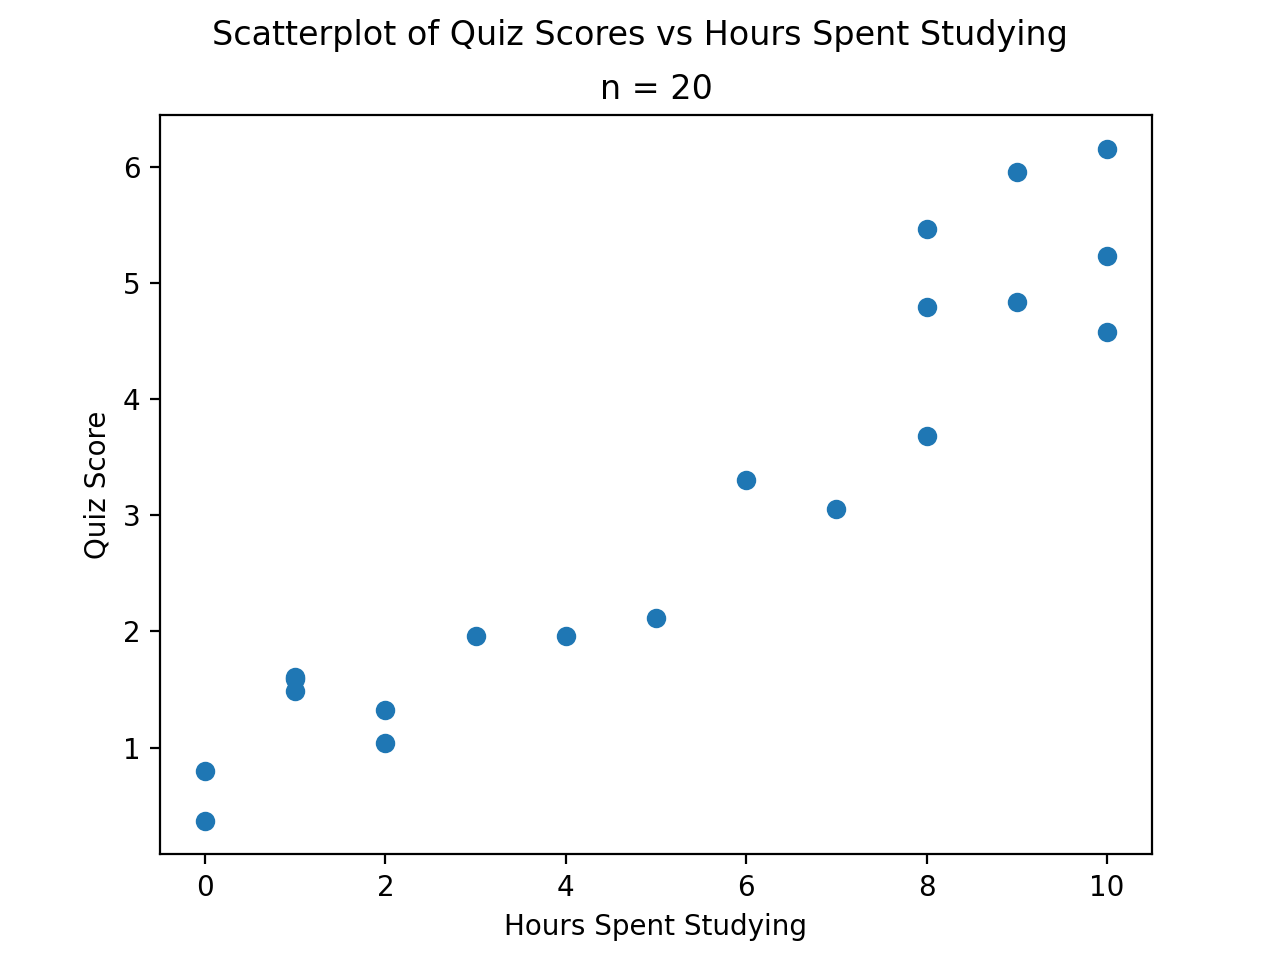 Scatterplot of Quiz Scores vs Hours Spent Studying
n = 20
6
5
4
3
2
1
Quiz Score
0 2 4 6 8 10
Hours Spent Studying